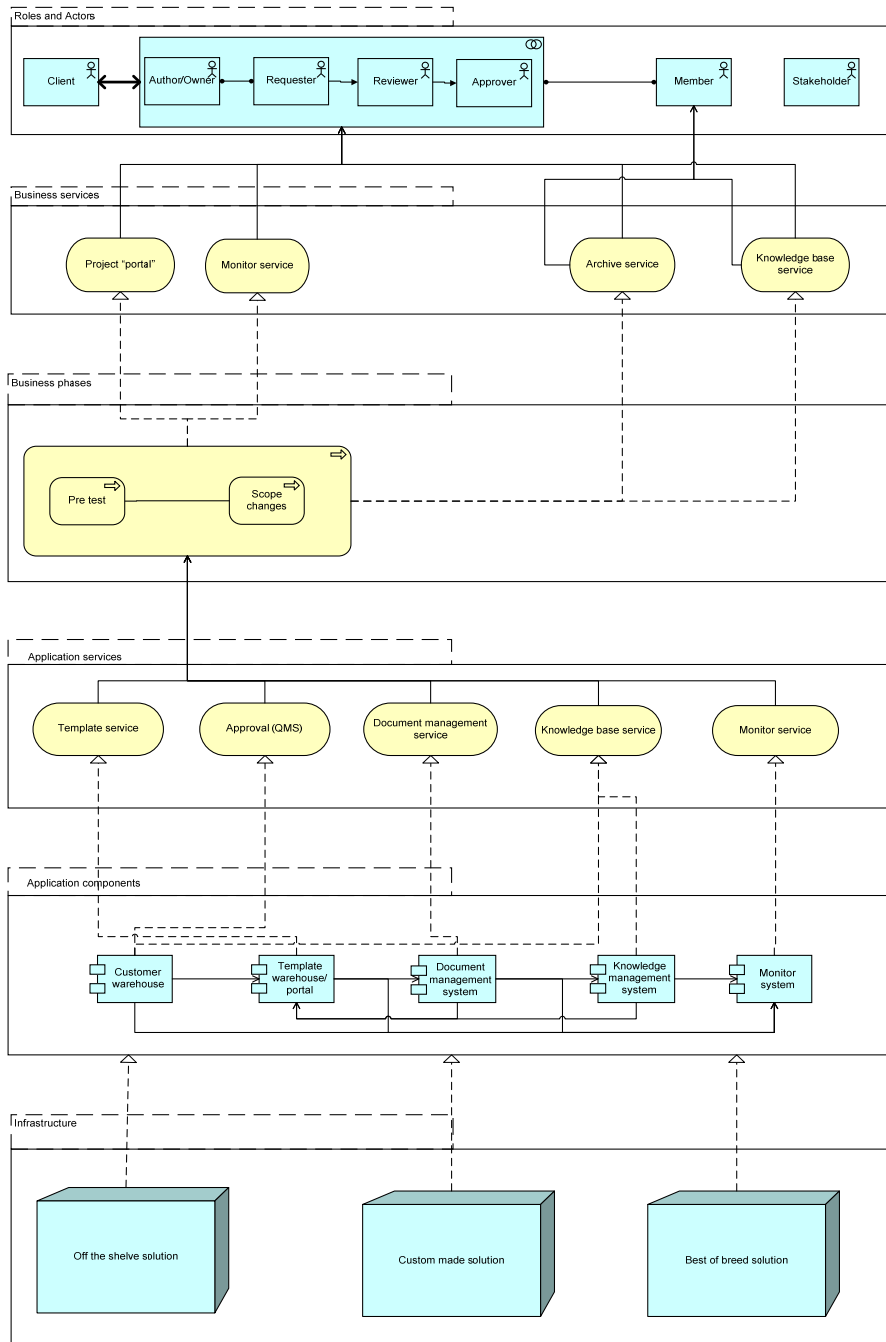 Roles and Actors
Client
Author/Owner
Requester
Reviewer
Approver
Member
Stakeholder
Business services
Project “portal”
Monitor service
Archive service
Knowledge base
service
Business phases
Pre test
Scope
changes
Application services
Template service
Approval (QMS)
Document management
service
Knowledge base service
Monitor service
Application components
Customer
warehouse
Template
warehouse/
portal
Document
management
system
Knowledge
management
system
Monitor
system
Infrastructure
Off the shelve solution
Custom made solution
Best of breed solution